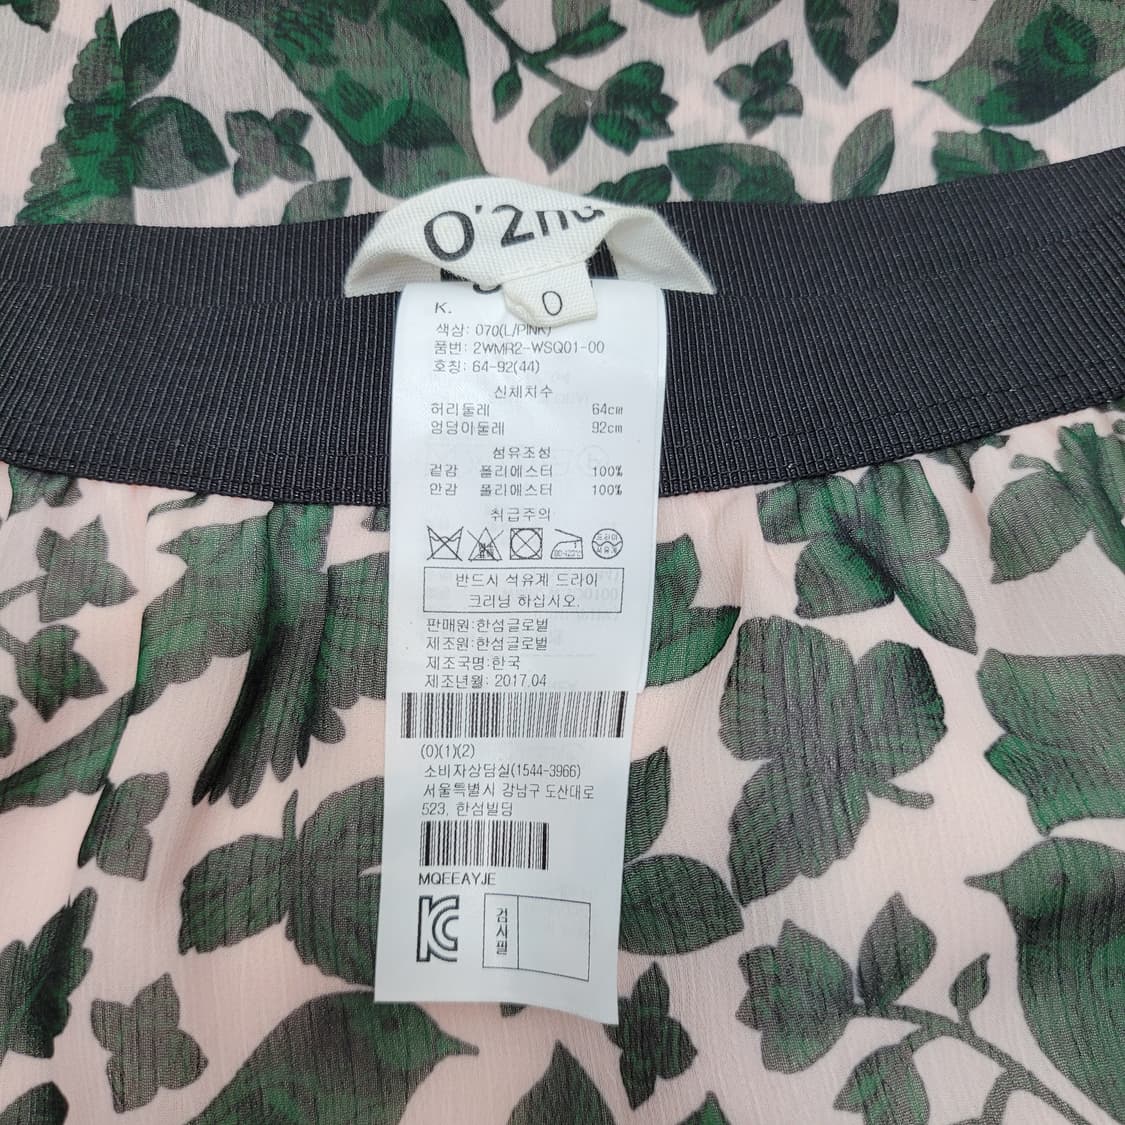 O'2nd
0
K.
색상: 070(L/PINK)
품번: 2WMR2-WSQ01-00
호칭: 64-92(44)
신체치수
허리둘레 64cm
엉덩이둘레 92cm
섬유조성
겉감 폴리에스터 100%
안감 폴리에스터 100%
취급주의
반드시 석유계 드라이
크리닝 하십시오.
판매원:한섬글로벌
제조원:한섬글로벌
제조국명:한국
제조년월: 2017.04
(0)(1)(2)
소비자상담실(1544-3966)
서울특별시 강남구 도산대로
523, 한섬빌딩
MQEEAYJE
KC
검사필